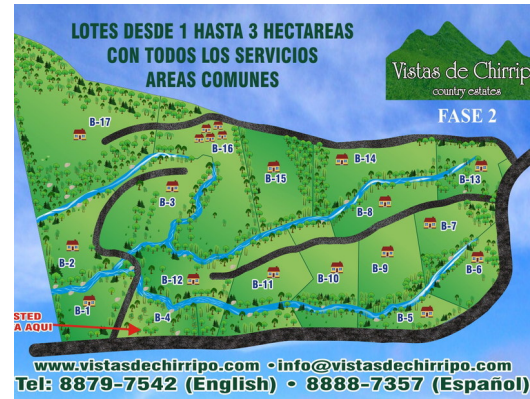 LOTES DESDE 1 HASTA 3 HECTAREAS
CON TODOS LOS SERVICIOS
AREAS COMUNES
Vistas de Chirripo
country estates
FASE 2
B-17
B-16
B-15
B-14
B-13
B-3
B-8
B-7
B-2
B-12
B-11
B-10
B-9
B-6
B-1
B-4
B-5
USTED
A AQUI
www.vistasdechirripo.com •info@vistasdechirripo.com
Tel: 8879-7542 (English) • 8888-7357 (Español)